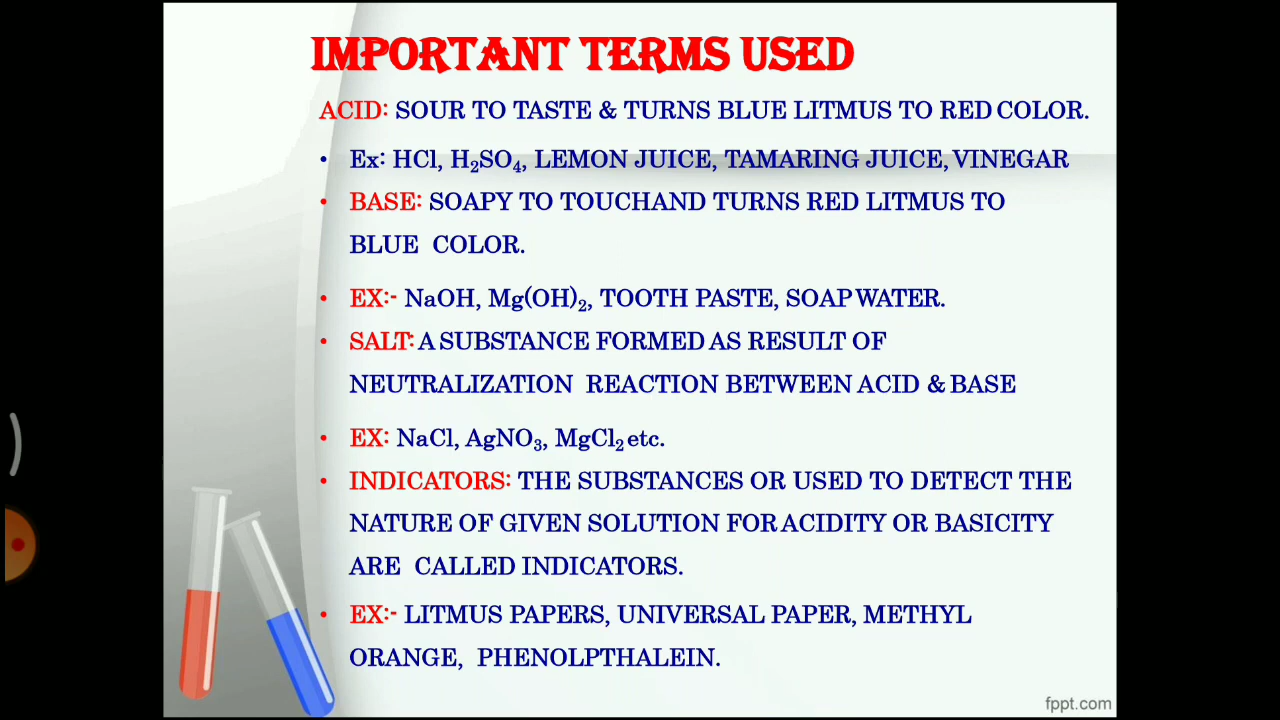 IMPORTANT TERMS USED
ACID: SOUR TO TASTE & TURNS BLUE LITMUS TO RED COLOR.
• Ex: HCl, H₂SO₄, LEMON JUICE, TAMARING JUICE, VINEGAR
• BASE: SOAPY TO TOUCHAND TURNS RED LITMUS TO
BLUE COLOR.
• EX:- NaOH, Mg(OH)₂, TOOTH PASTE, SOAP WATER.
• SALT: A SUBSTANCE FORMED AS RESULT OF
NEUTRALIZATION REACTION BETWEEN ACID & BASE
• EX: NaCl, AgNO₃, MgCl₂ etc.
• INDICATORS: THE SUBSTANCES OR USED TO DETECT THE
NATURE OF GIVEN SOLUTION FOR ACIDITY OR BASICITY
ARE CALLED INDICATORS.
• EX:- LITMUS PAPERS, UNIVERSAL PAPER, METHYL
ORANGE, PHENOLPTHALEIN.
fppt.com